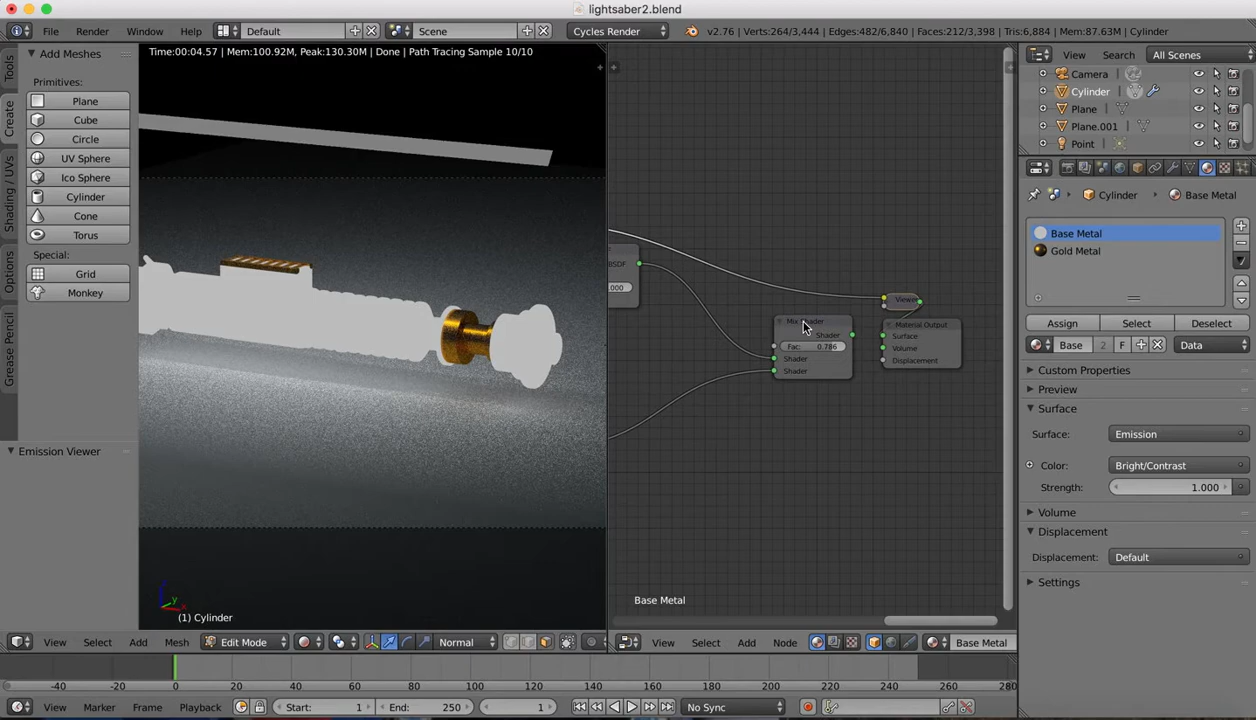 lightsaber2.blend
File Render Window Help Default Scene Cycles Render v2.76 | Verts:264/3,444 | Edges:482/6,840 | Faces:212/3,398 | Tris:6,884 | Mem:87.63M | Cylinder
Time:00:04.57 | Mem:100.92M, Peak:130.30M | Done | Path Tracing Sample 10/10
View Search All Scenes
Tools
Create
Shading / UVs
Options
Grease Pencil
Add Meshes
Primitives:
Plane
Cube
Circle
UV Sphere
Ico Sphere
Cylinder
Cone
Torus
Special:
Grid
Monkey
Emission Viewer
(1) Cylinder
BSDF
.000
Viewer
Mix Shader
Shader
Fac: 0.786
Shader
Shader
Material Output
Surface
Volume
Displacement
Base Metal
Camera
Cylinder
Plane
Plane.001
Point
Cylinder Base Metal
Base Metal
Gold Metal
Assign Select Deselect
Base 2 F Data
Custom Properties
Preview
Surface
Surface: Emission
Color: Bright/Contrast
Strength: 1.000
Volume
Displacement
Displacement: Default
Settings
View Select Add Mesh Edit Mode Normal
View Select Add Node Base Metal
-40 -20 0 20 40 60 80 100 120 140 160 180 200 220 240 260 280
View Marker Frame Playback Start: 1 End: 250 1 No Sync